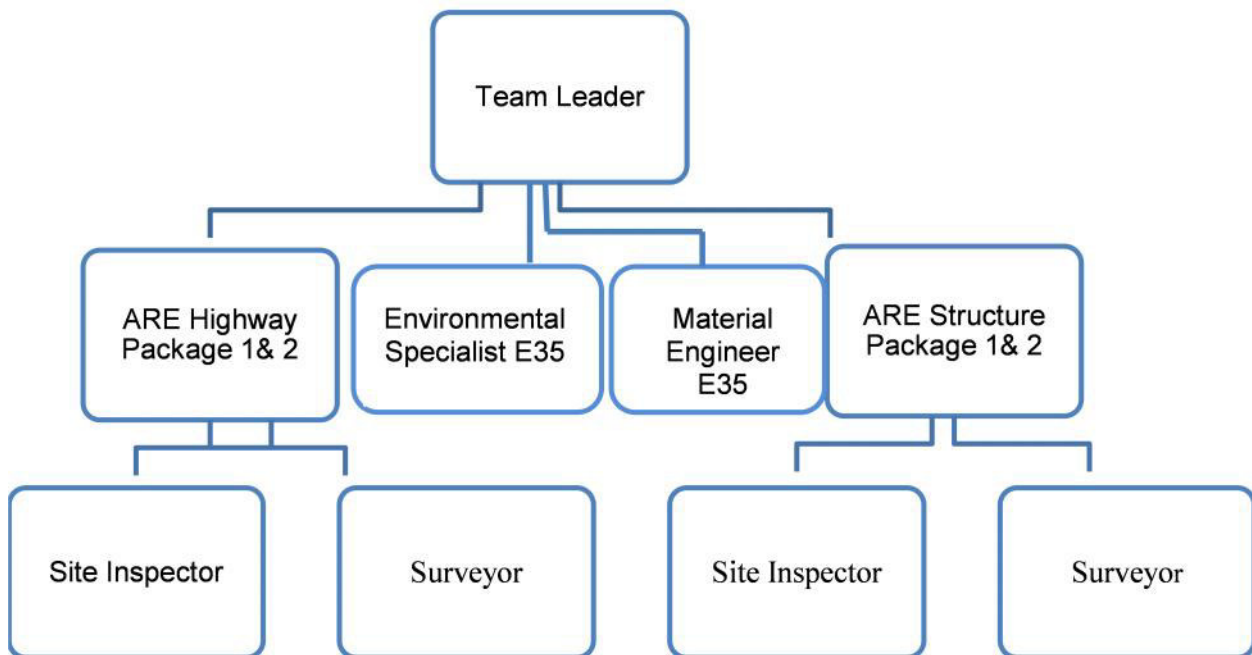 Team Leader
ARE Highway
Package 1& 2
Environmental
Specialist E35
Material
Engineer
E35
ARE Structure
Package 1& 2
Site Inspector
Surveyor
Site Inspector
Surveyor